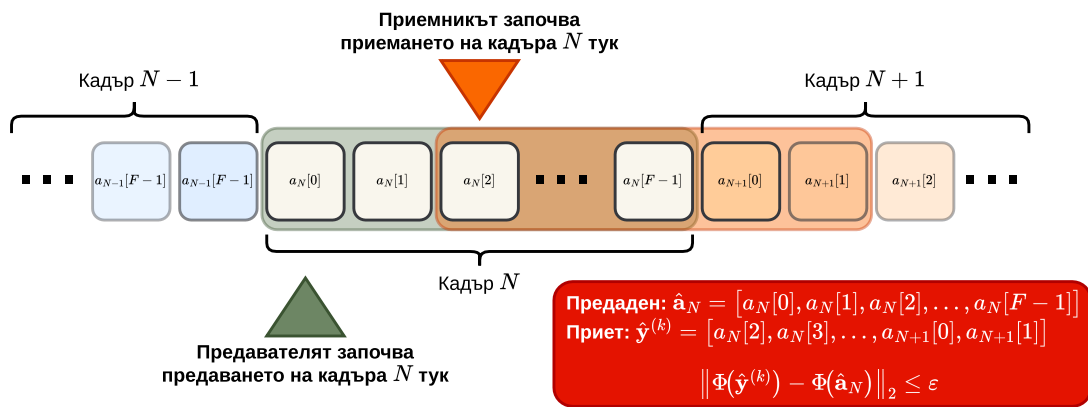 Приемникът започва
приемането на кадъра N тук
Кадър N − 1
Кадър N + 1
a_{N−1}[F − 1] a_{N−1}[F − 1] a_N[0] a_N[1] a_N[2] a_N[F − 1] a_{N+1}[0] a_{N+1}[1] a_{N+1}[2]
Кадър N
Предавателят започва
предаването на кадъра N тук
Предаден: â_N = [a_N[0], a_N[1], a_N[2], . . . , a_N[F − 1]]
Приет: ŷ^{(k)} = [a_N[2], a_N[3], . . . , a_{N+1}[0], a_{N+1}[1]]
‖Φ(ŷ^{(k)}) − Φ(â_N)‖_2 ≤ ε